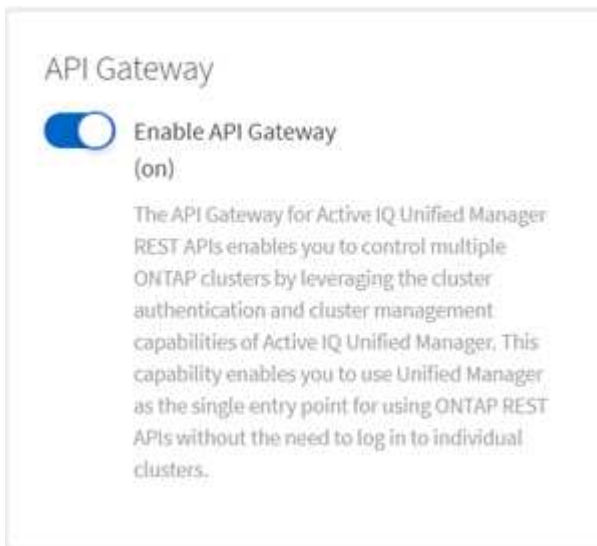 API Gateway
Enable API Gateway
(on)
The API Gateway for Active IQ Unified Manager
REST APIs enables you to control multiple
ONTAP clusters by leveraging the cluster
authentication and cluster management
capabilities of Active IQ Unified Manager. This
capability enables you to use Unified Manager
as the single entry point for using ONTAP REST
APIs without the need to log in to individual
clusters.